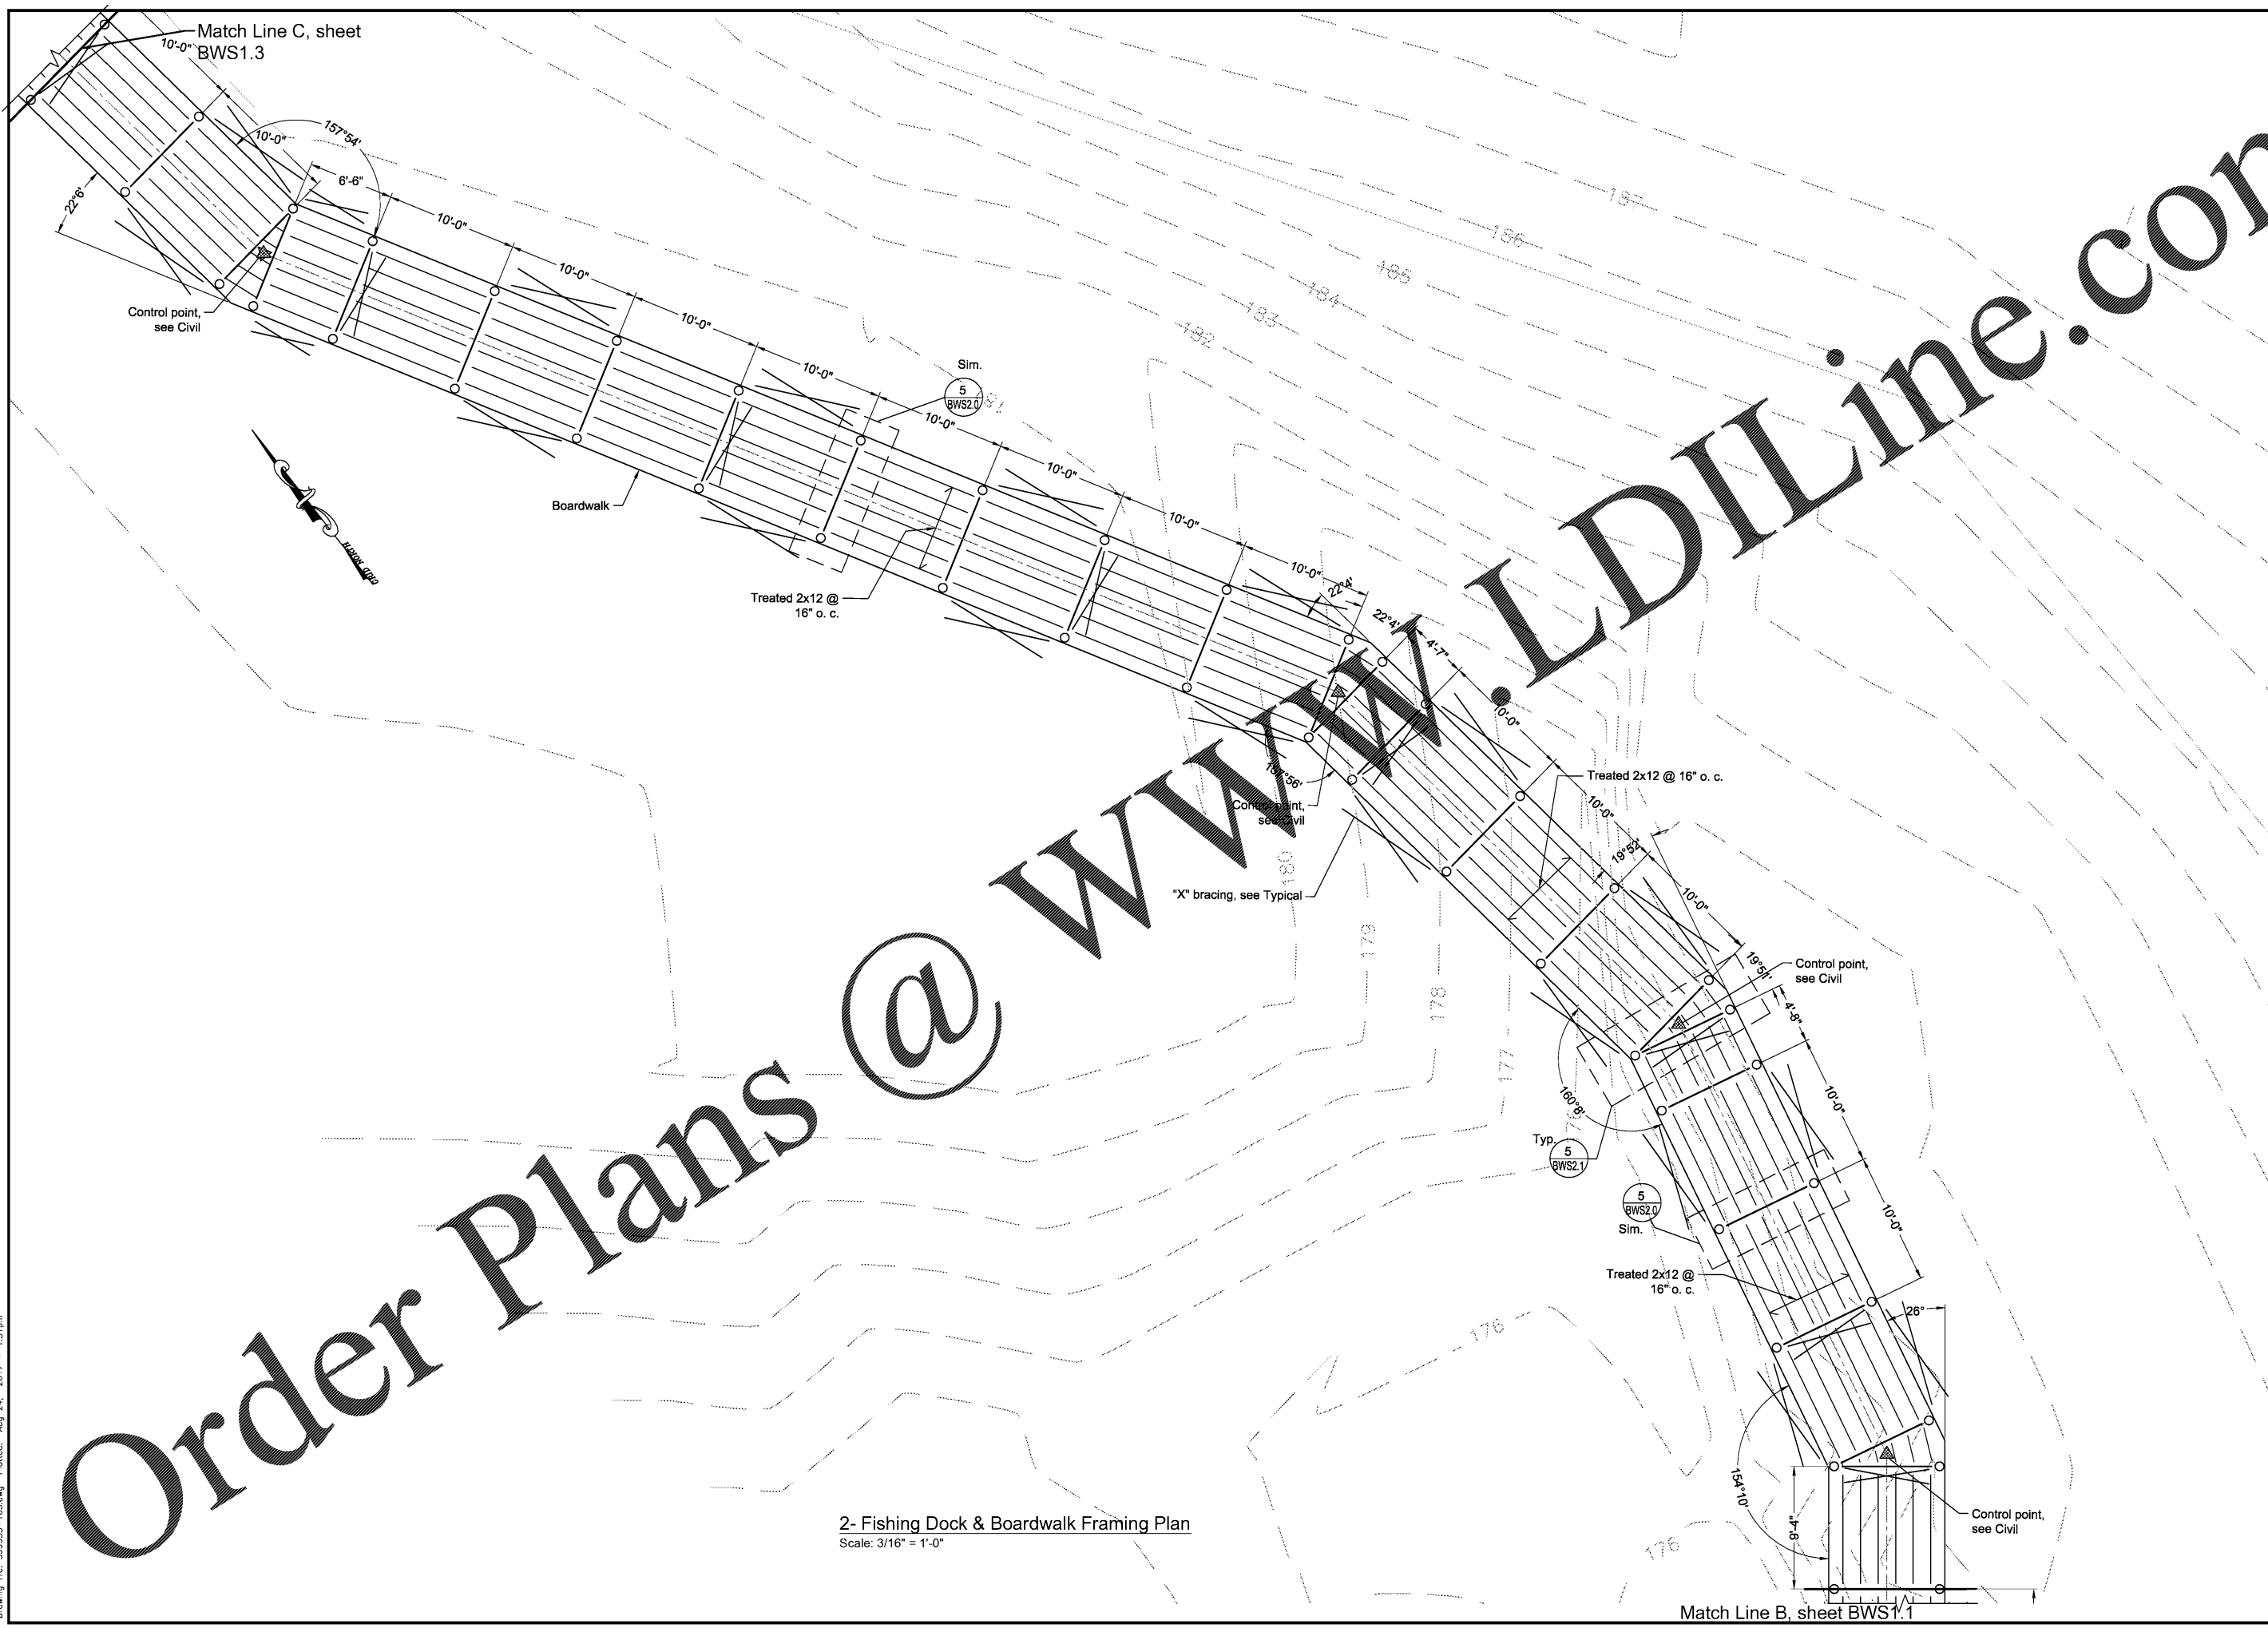 Match Line C, sheet
BWS1.3
10'-0"
10'-0"
157°54'
22°6'
6'-6"
10'-0"
10'-0"
10'-0"
10'-0"
10'-0"
10'-0"
10'-0"
10'-0"
Control point,
see Civil
Sim.
5
BWS2.0
187
186
185
184
183
182
Boardwalk
GRID NORTH
Treated 2x12 @
16" o. c.
22°4'
22°4'
4'-7"
10'-0"
157°56'
Control point,
see Civil
Treated 2x12 @ 16" o. c.
10'-0"
19°52'
10'-0"
"X" bracing, see Typical
180
179
178
177
176
19°51'
Control point,
see Civil
4'-8"
10'-0"
160°8'
Typ.
5
BWS2.1
5
BWS2.0
Sim.
10'-0"
Treated 2x12 @
16" o. c.
26°
176
154°10'
Control point,
see Civil
176
2- Fishing Dock & Boardwalk Framing Plan
Scale: 3/16" = 1'-0"
Match Line B, sheet BWS1.1
Order Plans @ www.LDILine.com